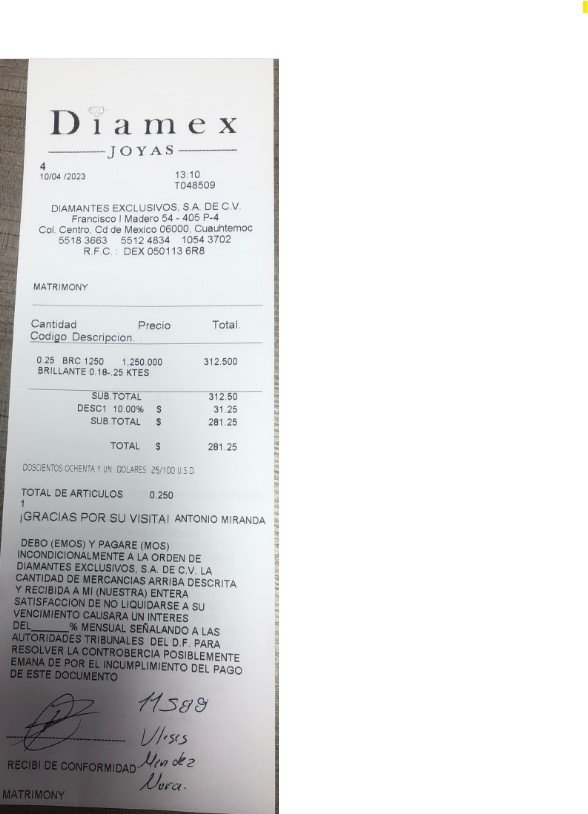 Diamex
JOYAS
4
10/04 /2023 13:10
T048509
DIAMANTES EXCLUSIVOS, S.A. DE C.V.
Francisco I Madero 54 - 405 P-4
Col. Centro, Cd de Mexico 06000, Cuauhtemoc
5518 3663 5512 4834 1054 3702
R.F.C. : DEX 050113 6R8
MATRIMONY
Cantidad Precio Total.
Codigo Descripcion.
0.25 BRC 1250 1,250.000 312.500
BRILLANTE 0.18-.25 KTES
SUB.TOTAL 312.50
DESC1 10.00% $ 31.25
SUB.TOTAL $ 281.25
TOTAL $ 281.25
DOSCIENTOS OCHENTA Y UN DOLARES 25/100 U.S.D.
TOTAL DE ARTICULOS 0.250
1
¡GRACIAS POR SU VISITA! ANTONIO MIRANDA
DEBO (EMOS) Y PAGARE (MOS)
INCONDICIONALMENTE A LA ORDEN DE
DIAMANTES EXCLUSIVOS, S.A. DE C.V. LA
CANTIDAD DE MERCANCIAS ARRIBA DESCRITA
Y RECIBIDA A MI (NUESTRA) ENTERA
SATISFACCION DE NO LIQUIDARSE A SU
VENCIMIENTO CAUSARA UN INTERES
DEL______% MENSUAL SEÑALANDO A LAS
AUTORIDADES TRIBUNALES DEL D.F. PARA
RESOLVER LA CONTROBERCIA POSIBLEMENTE
EMANA DE POR EL INCUMPLIMIENTO DEL PAGO
DE ESTE DOCUMENTO
11599
Ulises
RECIBI DE CONFORMIDAD Mendez
Mora.
MATRIMONY